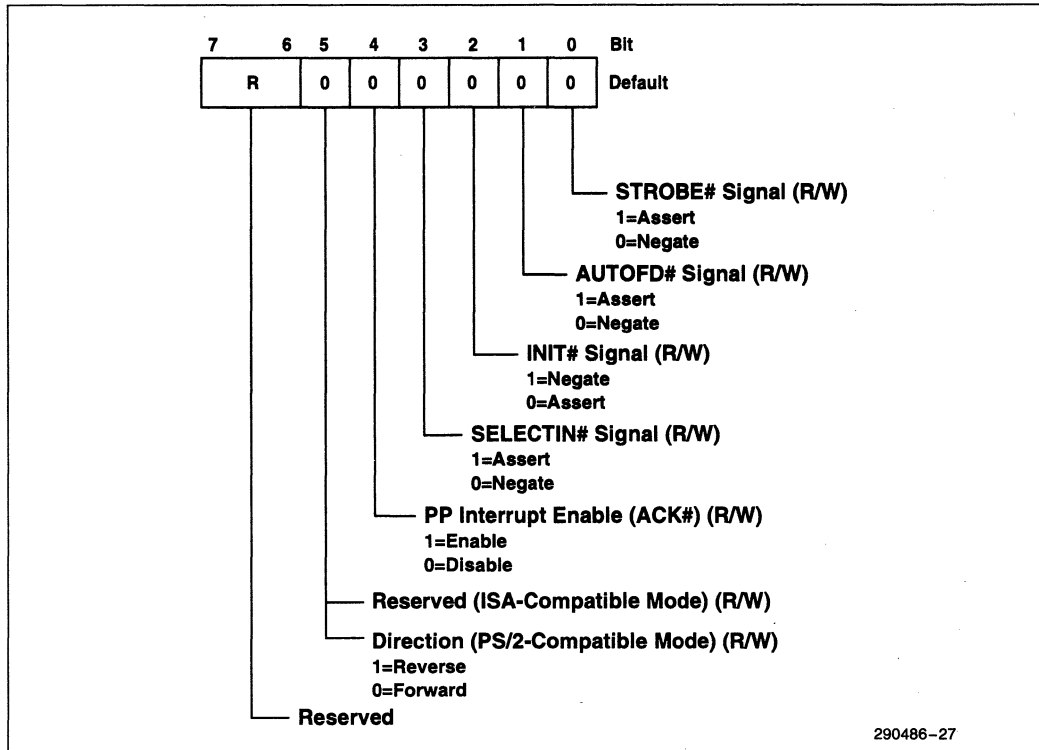 7 6 5 4 3 2 1 0 Bit
R 0 0 0 0 0 0 Default
STROBE# Signal (R/W)
1=Assert
0=Negate
AUTOFD# Signal (R/W)
1=Assert
0=Negate
INIT# Signal (R/W)
1=Negate
0=Assert
SELECTIN# Signal (R/W)
1=Assert
0=Negate
PP Interrupt Enable (ACK#) (R/W)
1=Enable
0=Disable
Reserved (ISA-Compatible Mode) (R/W)
Direction (PS/2-Compatible Mode) (R/W)
1=Reverse
0=Forward
Reserved
290486-27